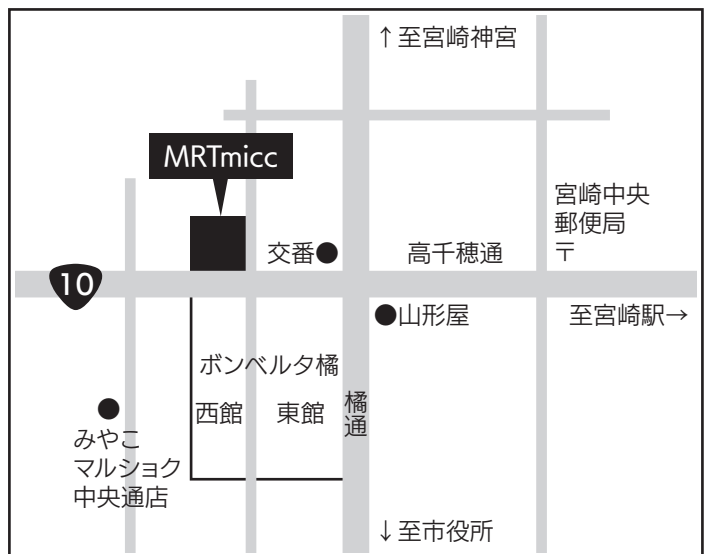 ↑至宮崎神宮
MRTmicc
宮崎中央
郵便局
〒
交番●
高千穂通
10
●山形屋
至宮崎駅→
ボンベルタ橘
西館
東館
橘通
●
みやこ
マルショク
中央通店
↓至市役所